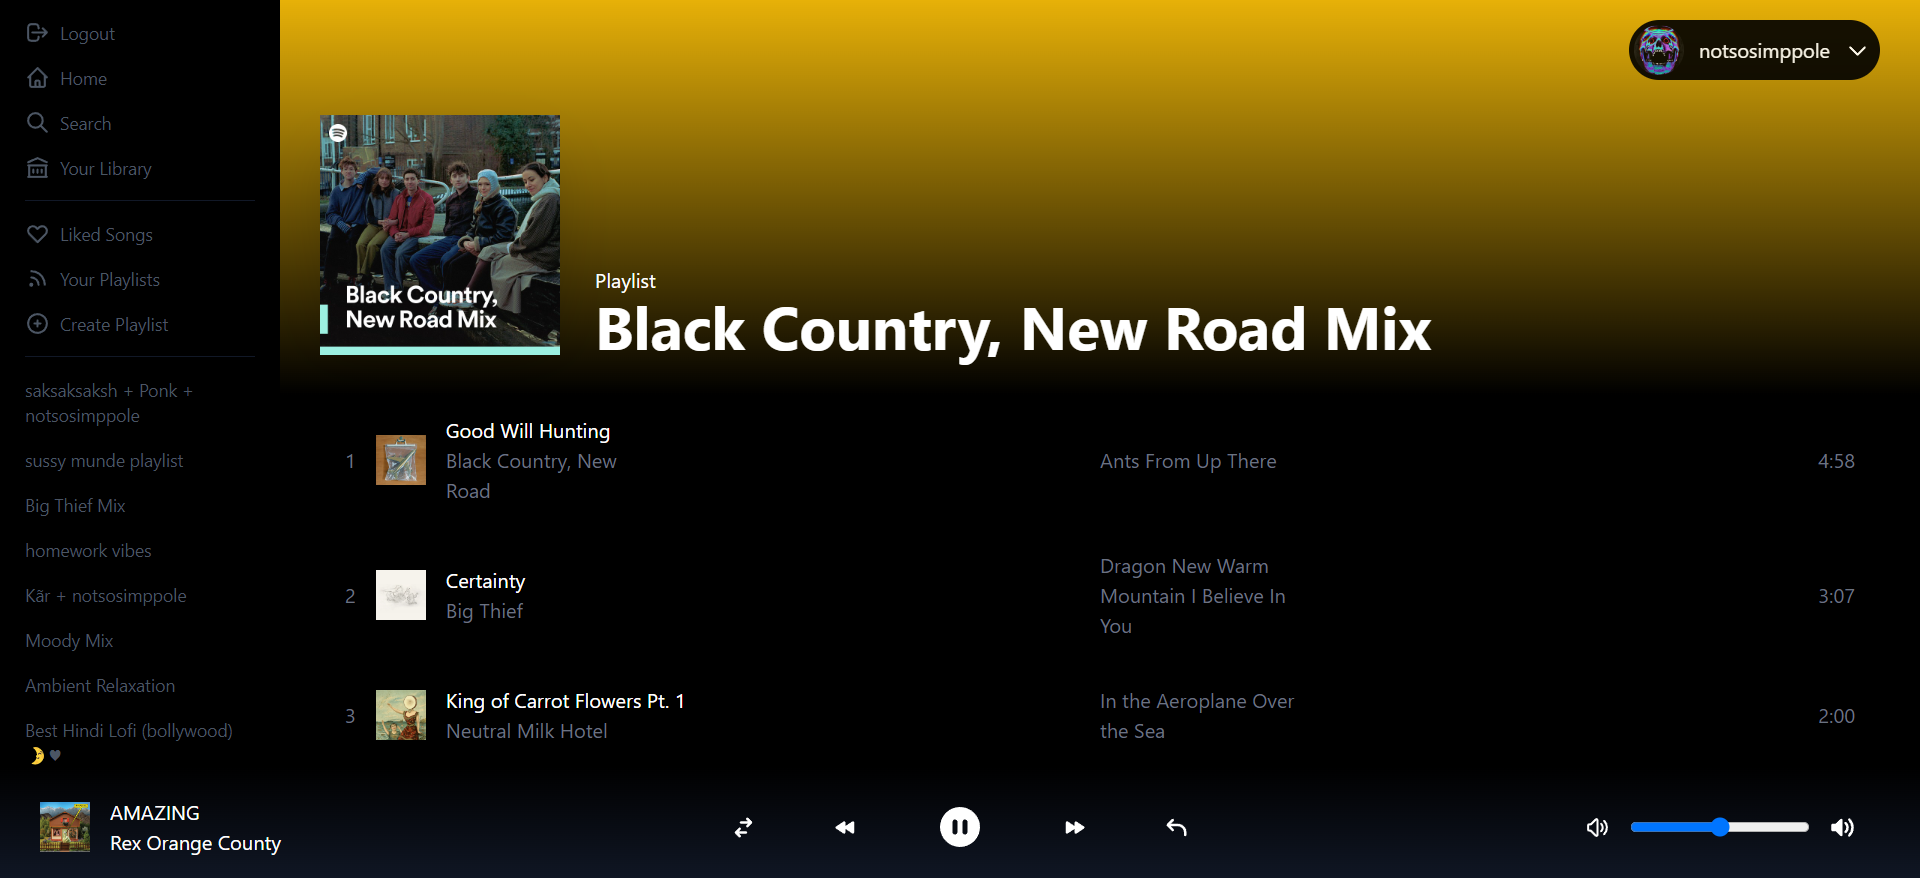 Logout
Home
Search
Your Library
Liked Songs
Your Playlists
Create Playlist
saksaksaksh + Ponk +
notsosimppole
sussy munde playlist
Big Thief Mix
homework vibes
Kãr + notsosimppole
Moody Mix
Ambient Relaxation
Best Hindi Lofi (bollywood)
🌛🖤
notsosimppole
Black Country,
New Road Mix
Playlist
Black Country, New Road Mix
1
Good Will Hunting
Black Country, New
Road
Ants From Up There
4:58
2
Certainty
Big Thief
Dragon New Warm
Mountain I Believe In
You
3:07
3
King of Carrot Flowers Pt. 1
Neutral Milk Hotel
In the Aeroplane Over
the Sea
2:00
AMAZING
Rex Orange County